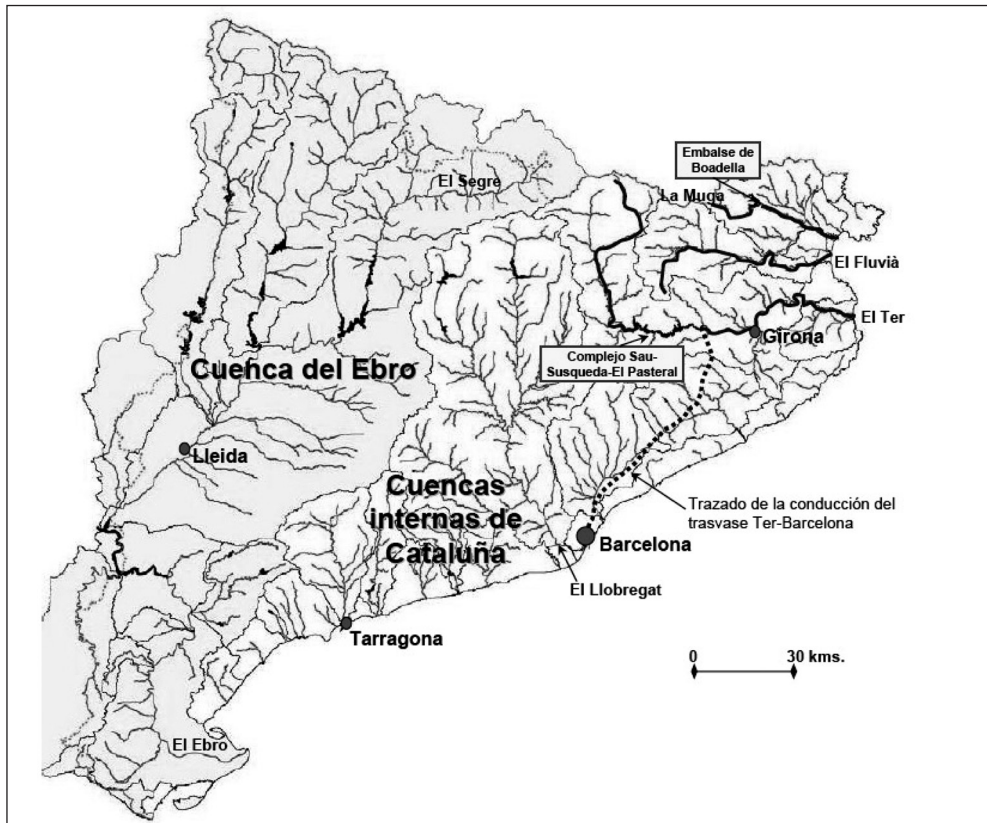 Embalse de
Boadella
El Segre
La Muga
El Fluvià
El Ter
Girona
Complejo Sau-
Susqueda-El Pasteral
Cuenca del Ebro
Lleida
Cuencas
internas de
Cataluña
Trazado de la conducción del
trasvase Ter-Barcelona
Barcelona
El Llobregat
Tarragona
0 30 kms.
El Ebro